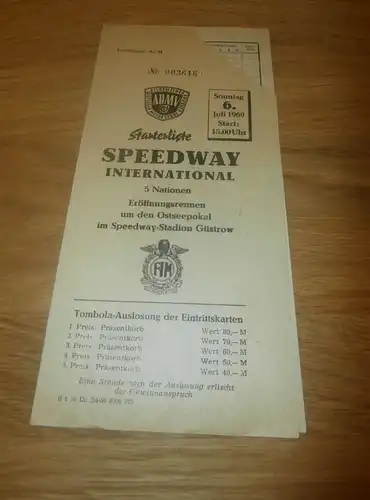 № 003615
ADMV
Sonntag
6.
Juli 1969
Start:
15.00 Uhr
Starterliste
SPEEDWAY
INTERNATIONAL
5 Nationen
Eröffnungsrennen
um den Ostseepokal
im Speedway-Stadion Güstrow
FIM
Tombola-Auslosung der Eintrittskarten
1. Preis: Präsentkorb Wert 80,— M
2. Preis: Präsentkorb Wert 70,— M
3. Preis: Präsentkorb Wert 60,— M
4. Preis: Präsentkorb Wert 50,— M
5. Preis: Präsentkorb Wert 40,— M
Eine Stunde nach der Auslosung erlischt
der Gewinnanspruch